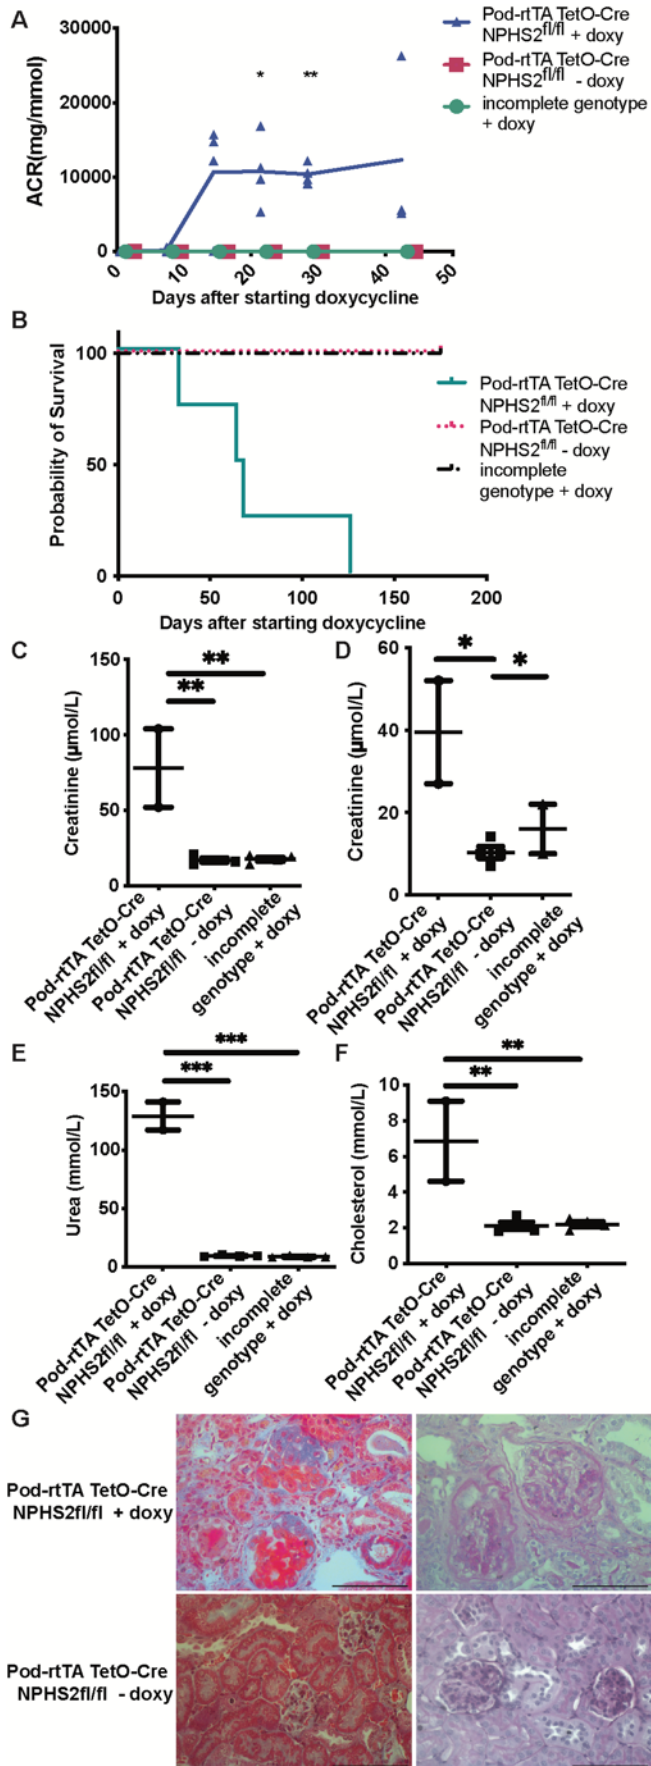 A
Pod-rtTA TetO-Cre
NPHS2fl/fl + doxy
Pod-rtTA TetO-Cre
NPHS2fl/fl - doxy
incomplete genotype
+ doxy
ACR(mg/mmol)
30000
20000
10000
0
* **
0 10 20 30 40 50
Days after starting doxycycline
B
Probability of Survival
100
50
0
0 50 100 150 200
Days after starting doxycycline
Pod-rtTA TetO-Cre
NPHS2fl/fl + doxy
Pod-rtTA TetO-Cre
NPHS2fl/fl - doxy
incomplete
genotype + doxy
C
Creatinine (µmol/L)
150
100
50
0
**
**
Pod-rtTA TetO-Cre
NPHS2fl/fl + doxy
Pod-rtTA TetO-Cre
NPHS2fl/fl - doxy
incomplete
genotype + doxy
D
Creatinine (µmol/L)
60
40
20
0
*
*
Pod-rtTA TetO-Cre
NPHS2fl/fl + doxy
Pod-rtTA TetO-Cre
NPHS2fl/fl - doxy
incomplete
genotype + doxy
E
Urea (mmol/L)
150
100
50
0
***
***
Pod-rtTA TetO-Cre
NPHS2fl/fl + doxy
Pod-rtTA TetO-Cre
NPHS2fl/fl - doxy
incomplete
genotype + doxy
F
Cholesterol (mmol/L)
10
8
6
4
2
0
**
**
Pod-rtTA TetO-Cre
NPHS2fl/fl + doxy
Pod-rtTA TetO-Cre
NPHS2fl/fl - doxy
incomplete
genotype + doxy
G
Pod-rtTA TetO-Cre
NPHS2fl/fl + doxy
Pod-rtTA TetO-Cre
NPHS2fl/fl - doxy